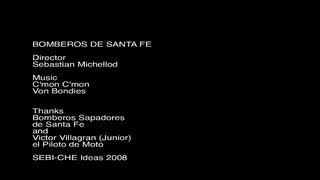 BOMBEROS DE SANTA FE
Director
Sebastian Michellod
Music
C'mon C'mon
Von Bondies
Thanks
Bomberos Sapadores
de Santa Fe
and
Victor Villagran (Junior)
el Piloto de Moto
SEBI-CHE Ideas 2008